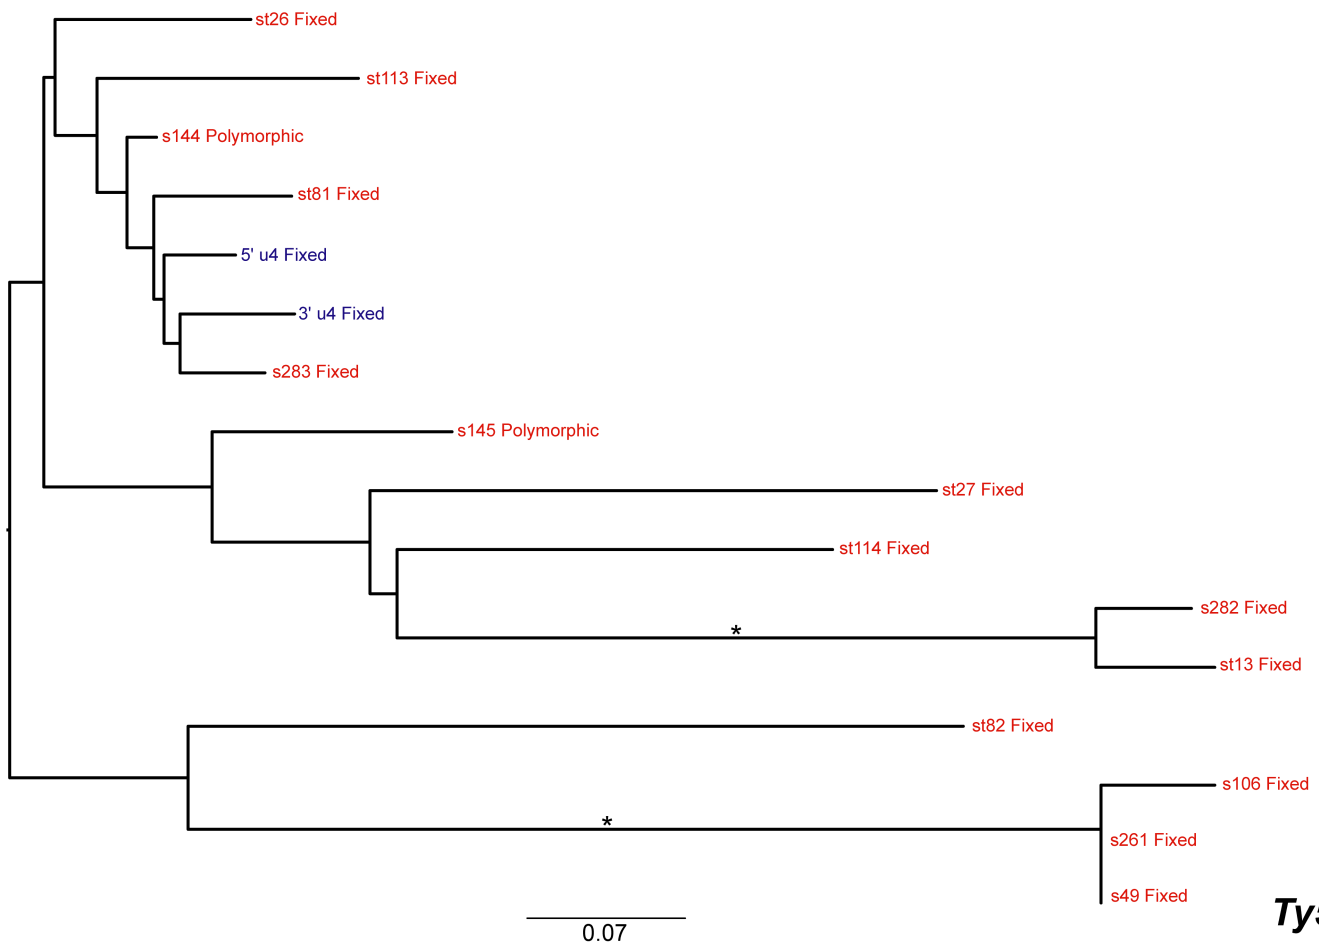 st26 Fixed
st113 Fixed
s144 Polymorphic
st81 Fixed
5' u4 Fixed
3' u4 Fixed
s283 Fixed
s145 Polymorphic
st27 Fixed
st114 Fixed
*
s282 Fixed
st13 Fixed
st82 Fixed
s106 Fixed
*
s261 Fixed
s49 Fixed
Ty5
0.07